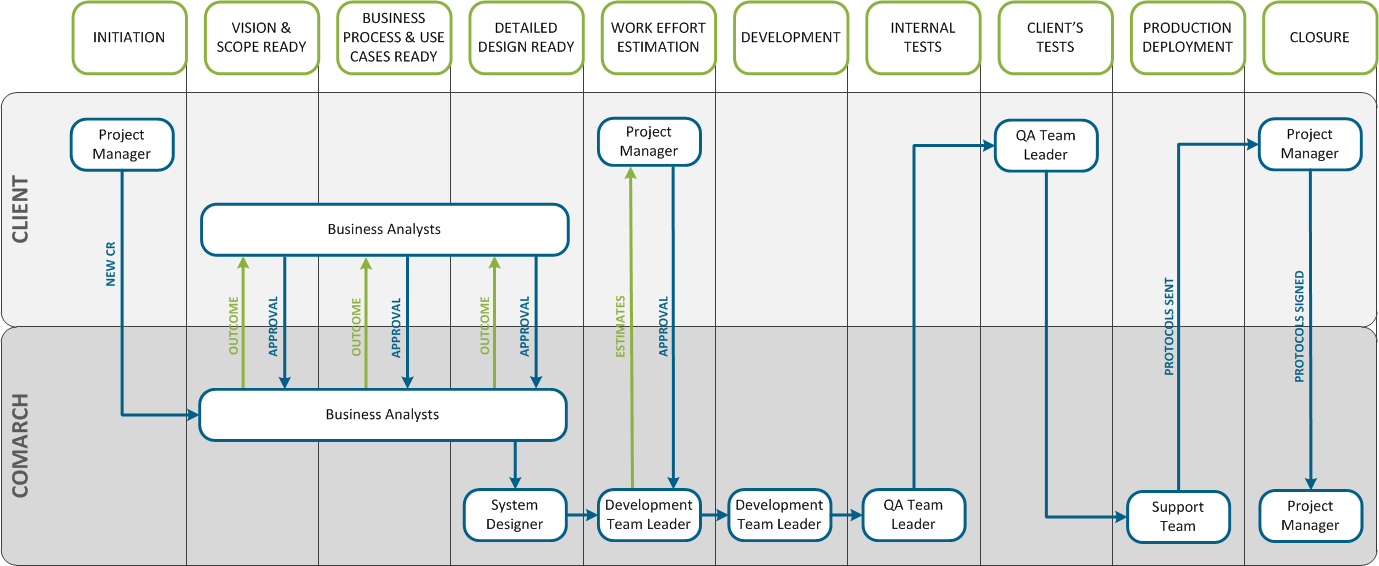 INITIATION
VISION &
SCOPE READY
BUSINESS
PROCESS & USE
CASES READY
DETAILED
DESIGN READY
WORK EFFORT
ESTIMATION
DEVELOPMENT
INTERNAL
TESTS
CLIENT'S
TESTS
PRODUCTION
DEPLOYMENT
CLOSURE
CLIENT
Project
Manager
Project
Manager
QA Team
Leader
Project
Manager
Business Analysts
NEW CR
OUTCOME
APPROVAL
OUTCOME
APPROVAL
OUTCOME
APPROVAL
ESTIMATES
APPROVAL
PROTOCOLS SENT
PROTOCOLS SIGNED
COMARCH
Business Analysts
System
Designer
Development
Team Leader
Development
Team Leader
QA Team
Leader
Support
Team
Project
Manager